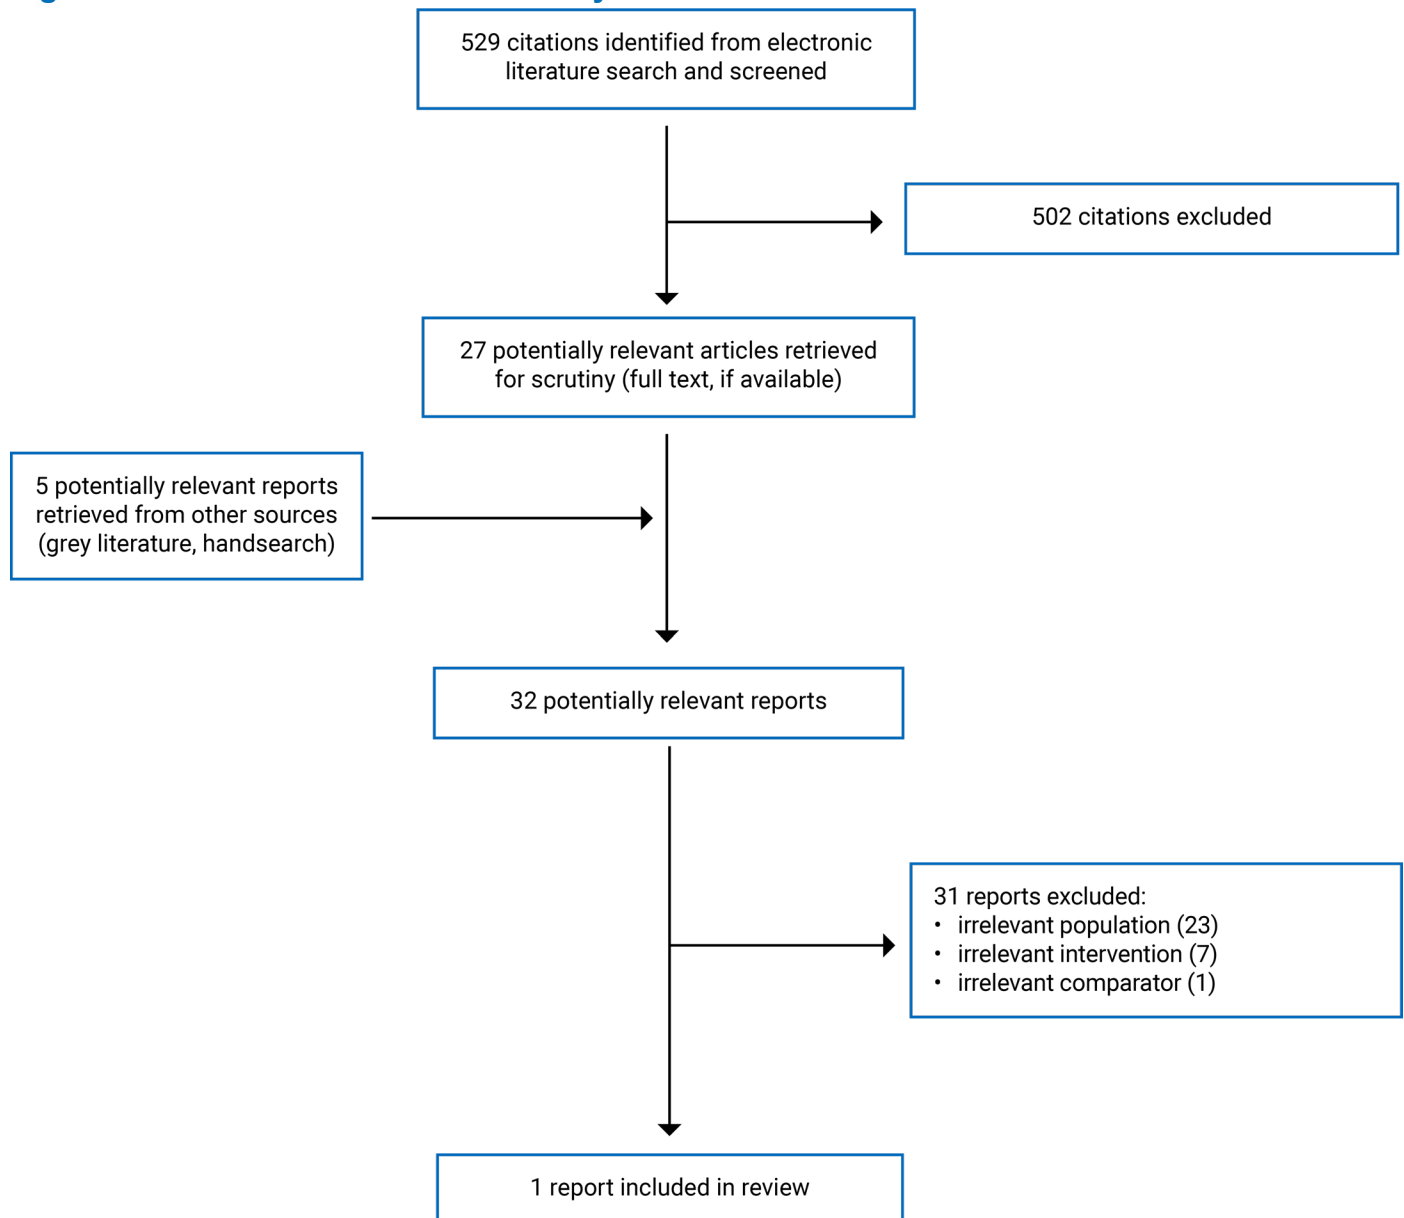 529 citations identified from electronic
literature search and screened
502 citations excluded
27 potentially relevant articles retrieved
for scrutiny (full text, if available)
5 potentially relevant reports
retrieved from other sources
(grey literature, handsearch)
32 potentially relevant reports
31 reports excluded:
• irrelevant population (23)
• irrelevant intervention (7)
• irrelevant comparator (1)
1 report included in review